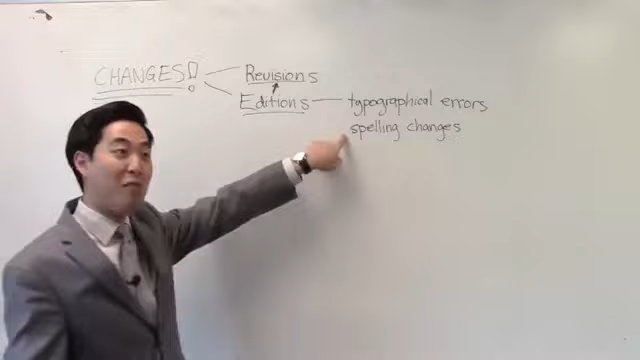 CHANGES!
Revisions
Editions — typographical errors
spelling changes